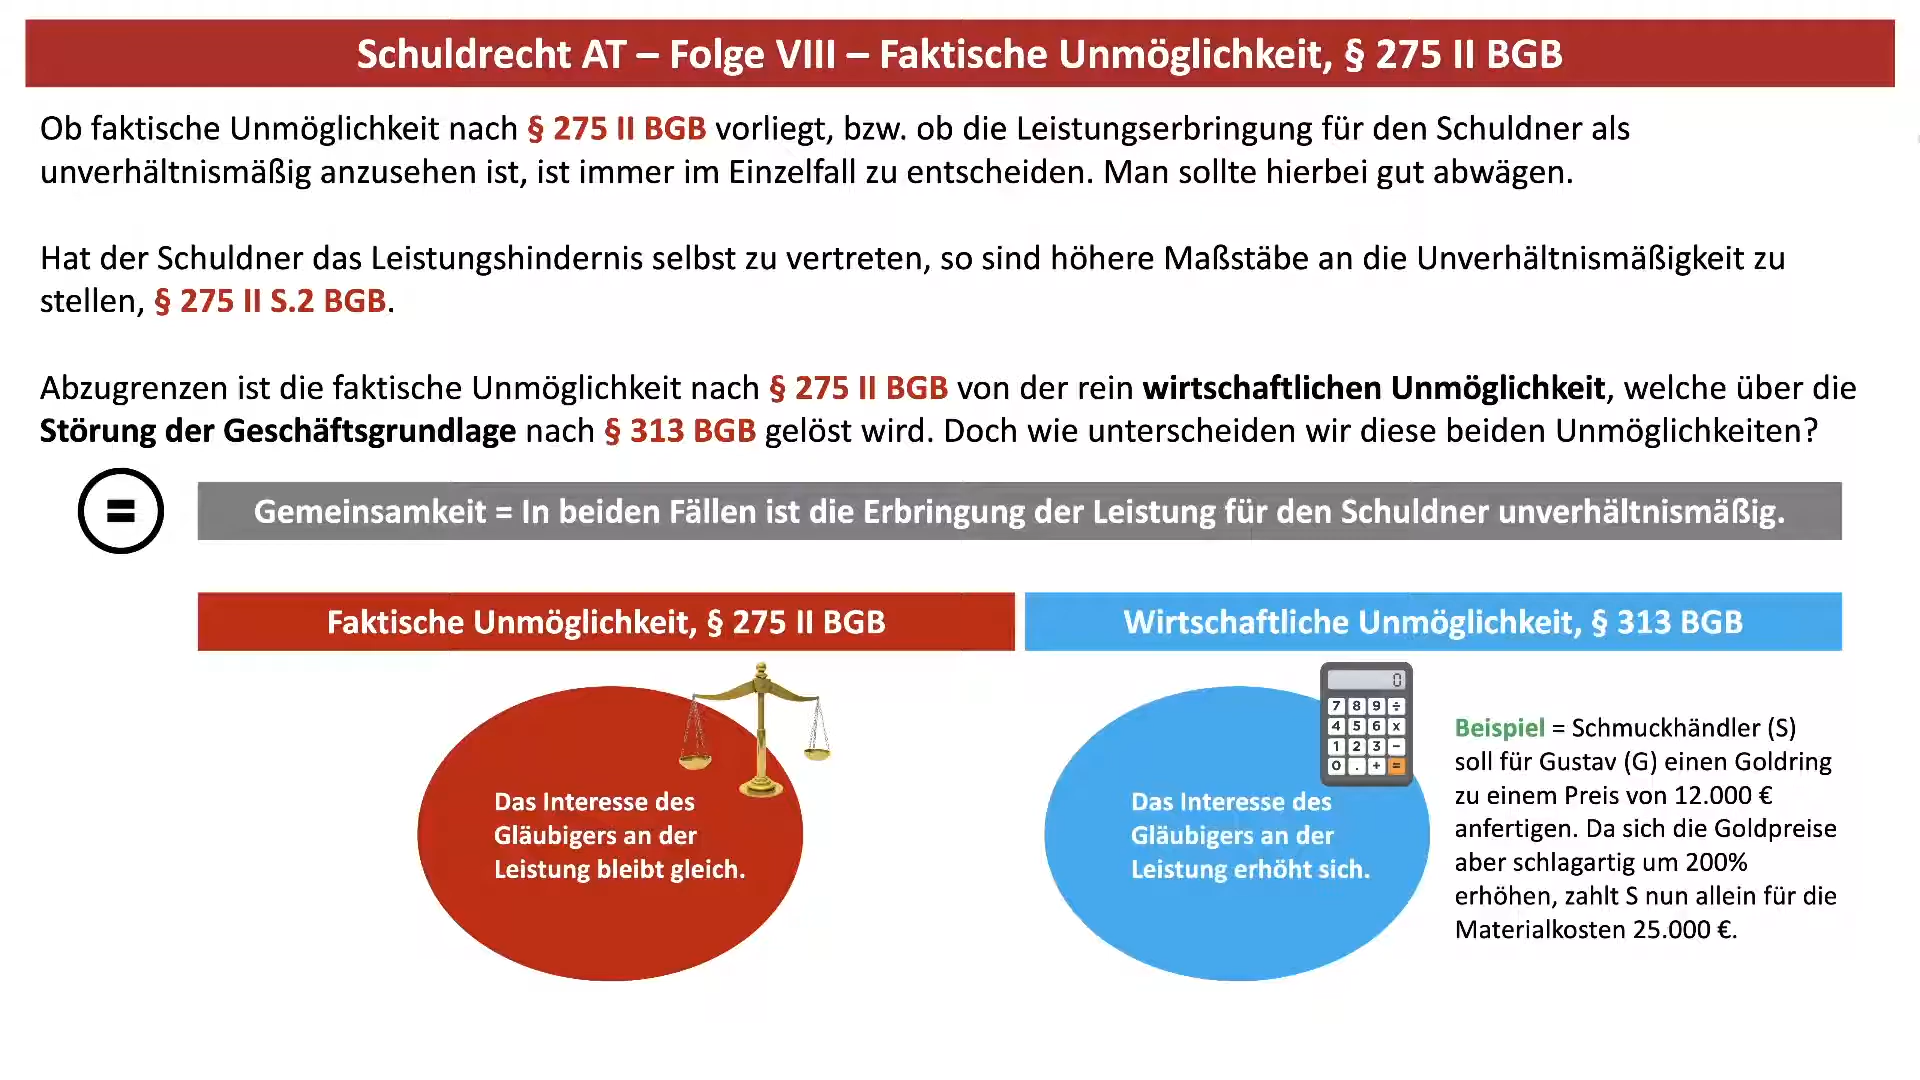 Schuldrecht AT – Folge VIII – Faktische Unmöglichkeit, § 275 II BGB
Ob faktische Unmöglichkeit nach § 275 II BGB vorliegt, bzw. ob die Leistungserbringung für den Schuldner als
unverhältnismäßig anzusehen ist, ist immer im Einzelfall zu entscheiden. Man sollte hierbei gut abwägen.
Hat der Schuldner das Leistungshindernis selbst zu vertreten, so sind höhere Maßstäbe an die Unverhältnismäßigkeit zu
stellen, § 275 II S.2 BGB.
Abzugrenzen ist die faktische Unmöglichkeit nach § 275 II BGB von der rein wirtschaftlichen Unmöglichkeit, welche über die
Störung der Geschäftsgrundlage nach § 313 BGB gelöst wird. Doch wie unterscheiden wir diese beiden Unmöglichkeiten?
=
Gemeinsamkeit = In beiden Fällen ist die Erbringung der Leistung für den Schuldner unverhältnismäßig.
Faktische Unmöglichkeit, § 275 II BGB
Das Interesse des
Gläubigers an der
Leistung bleibt gleich.
Wirtschaftliche Unmöglichkeit, § 313 BGB
0
7 8 9 ÷
4 5 6 x
1 2 3 −
0 . + =
Das Interesse des
Gläubigers an der
Leistung erhöht sich.
Beispiel = Schmuckhändler (S)
soll für Gustav (G) einen Goldring
zu einem Preis von 12.000 €
anfertigen. Da sich die Goldpreise
aber schlagartig um 200%
erhöhen, zahlt S nun allein für die
Materialkosten 25.000 €.